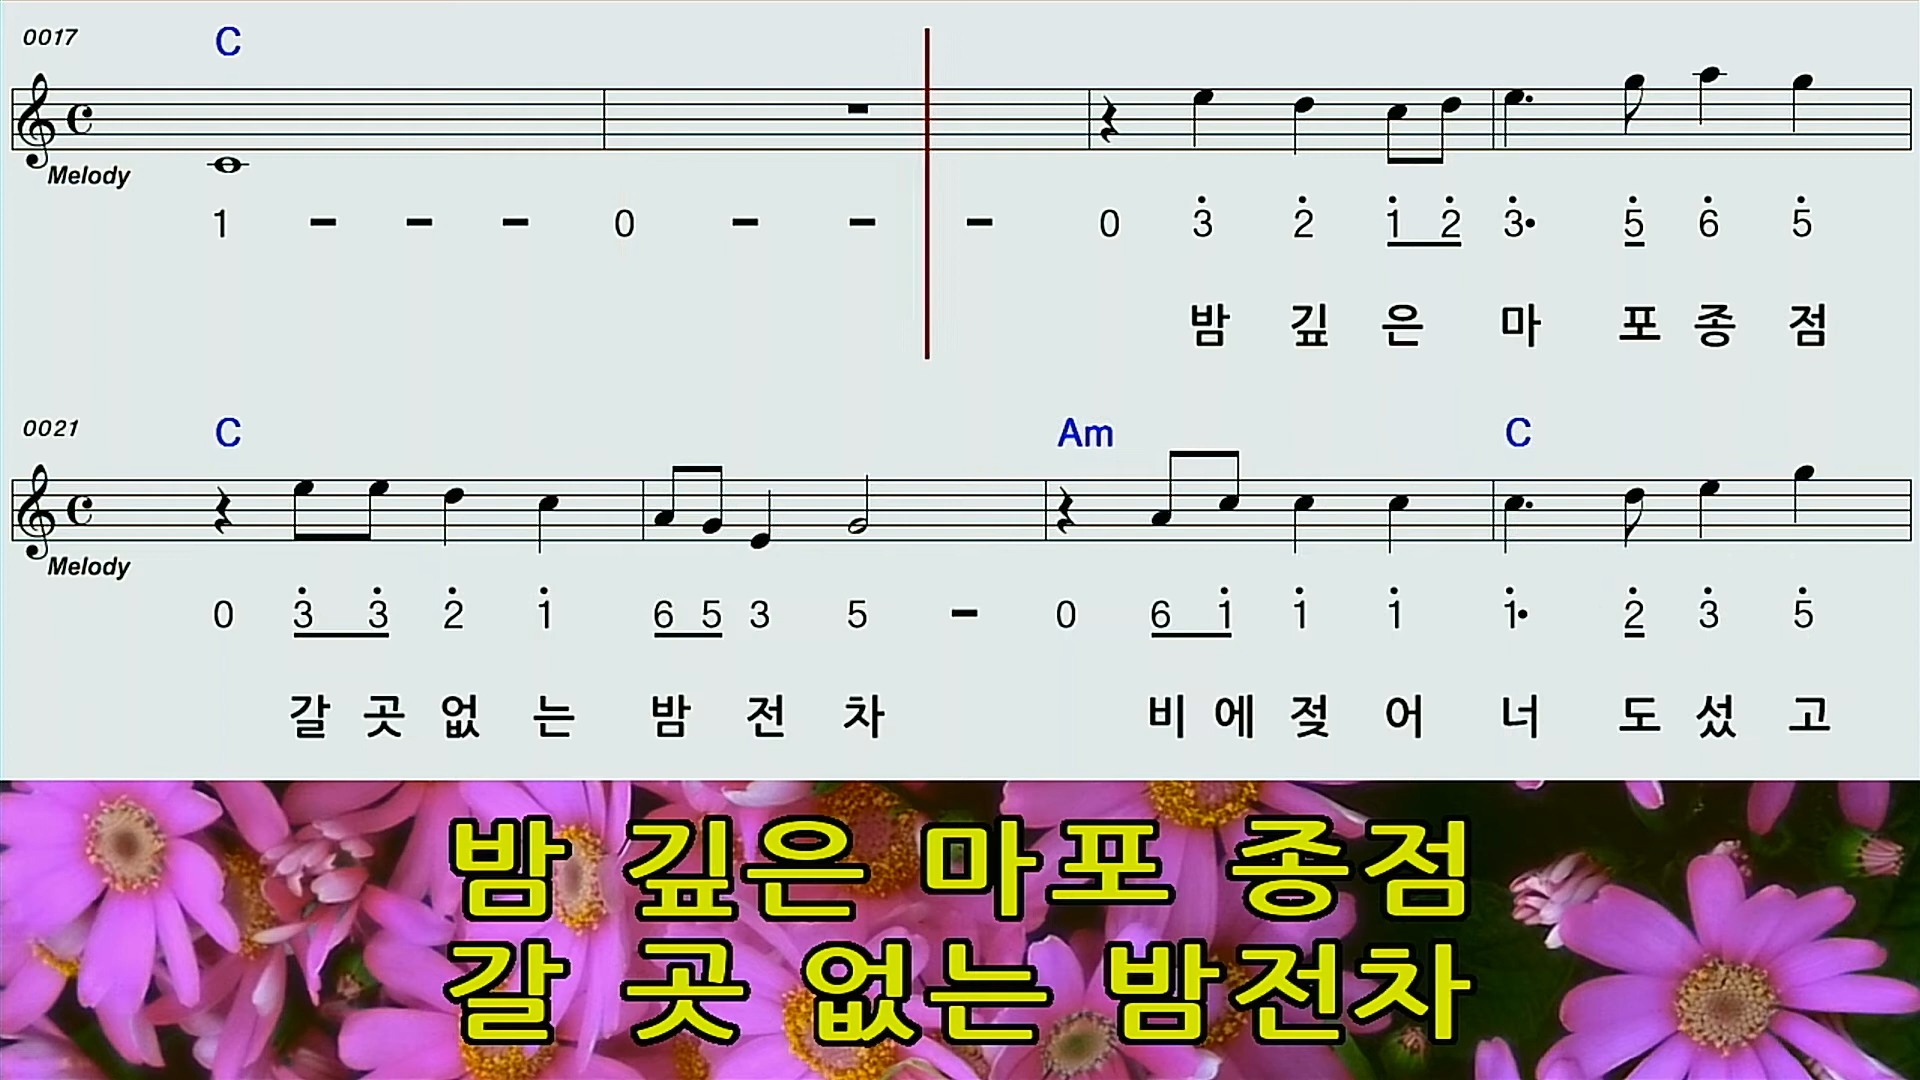 0017 C
Melody
1 - - - 0 - - - 0 3 2 1 2 3. 5 6 5
밤 깊 은 마 포 종 점
0021 C Am C
Melody
0 3 3 2 1 6 5 3 5 - 0 6 1 1 1 1. 2 3 5
갈 곳 없 는 밤 전 차 비 에 젖 어 너 도 섰 고
밤 깊은 마포 종점
갈 곳 없는 밤전차